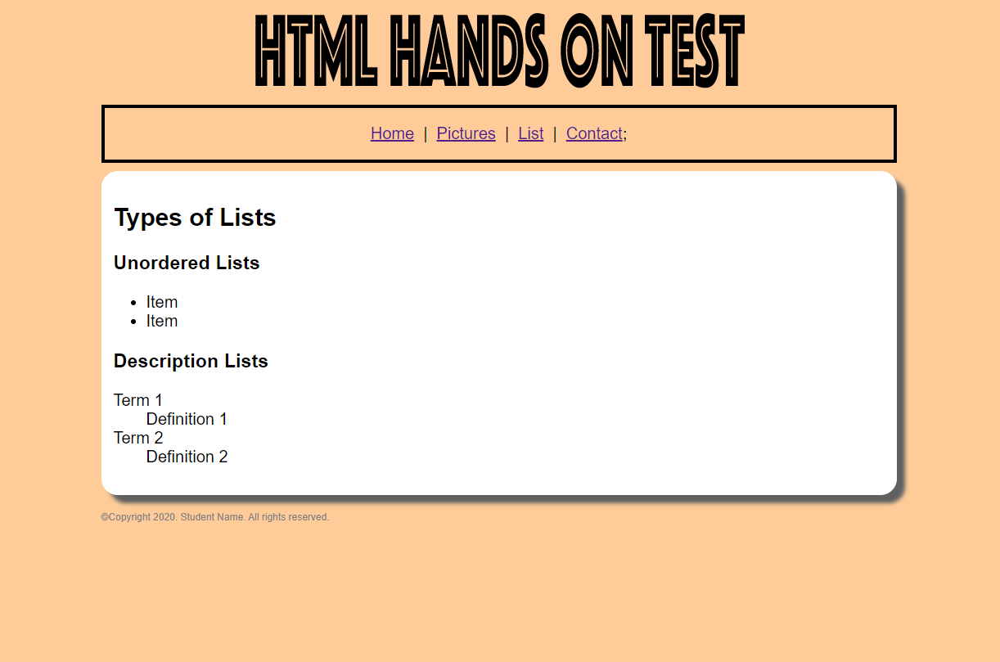 HTML HANDS ON TEST
Home | Pictures | List | Contact;
Types of Lists
Unordered Lists
• Item
• Item
Description Lists
Term 1
Definition 1
Term 2
Definition 2
©Copyright 2020. Student Name. All rights reserved.